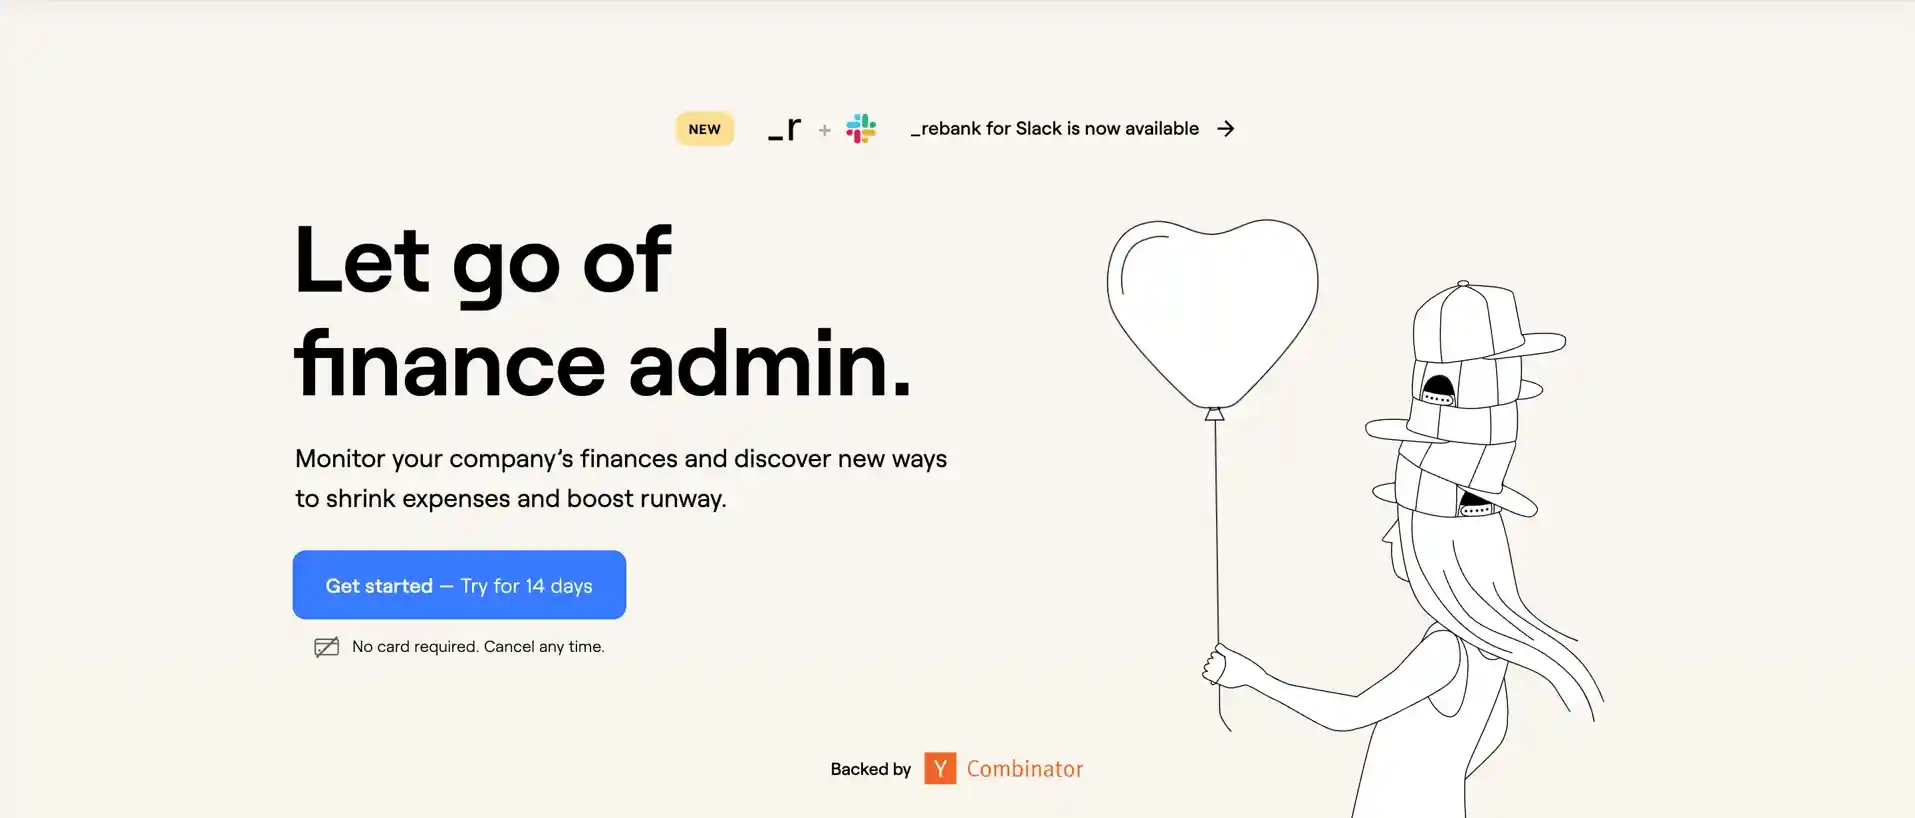 NEW _r + _rebank for Slack is now available →
Let go of
finance admin.
Monitor your company’s finances and discover new ways
to shrink expenses and boost runway.
Get started — Try for 14 days
No card required. Cancel any time.
Backed by Y Combinator